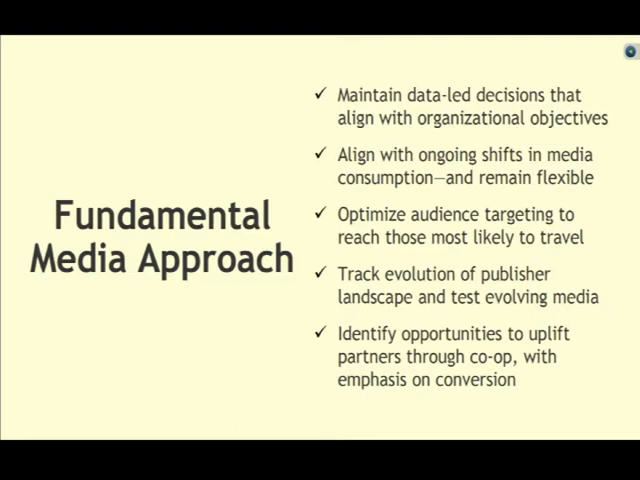 Fundamental
Media Approach
✓ Maintain data-led decisions that
align with organizational objectives
✓ Align with ongoing shifts in media
consumption—and remain flexible
✓ Optimize audience targeting to
reach those most likely to travel
✓ Track evolution of publisher
landscape and test evolving media
✓ Identify opportunities to uplift
partners through co-op, with
emphasis on conversion